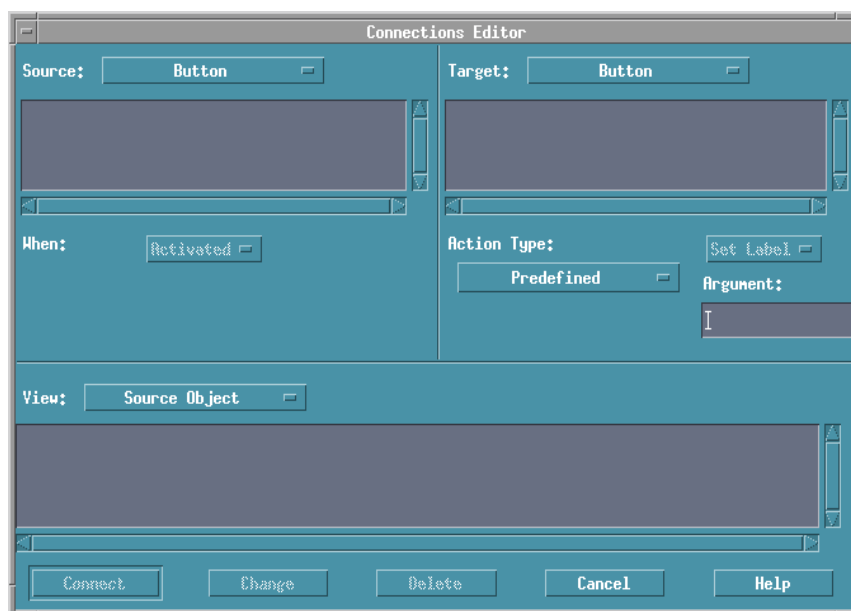 Connections Editor
Source: Button
Target: Button
When: Activated
Action Type: Set Label
Predefined
Argument:
View: Source Object
Connect Change Delete Cancel Help